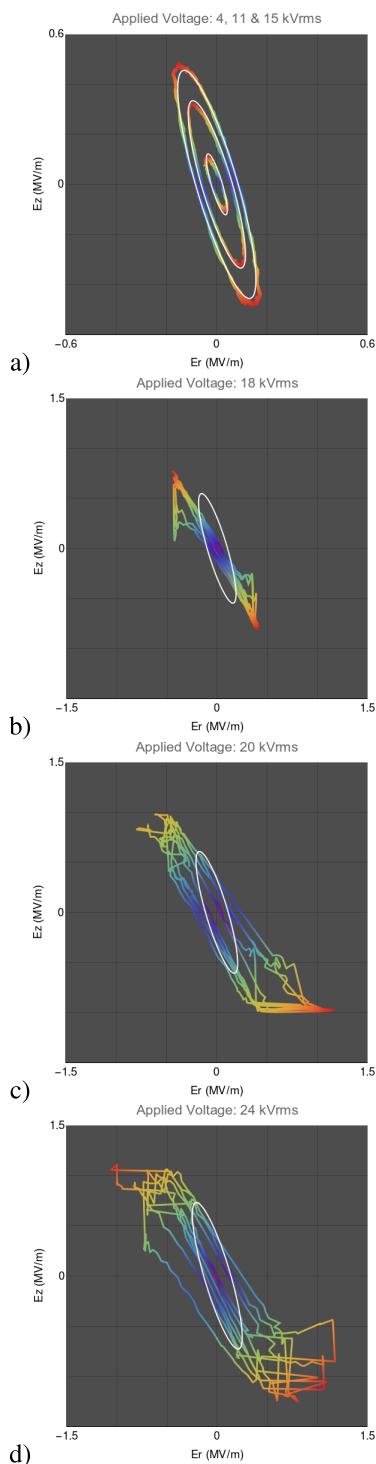 Applied Voltage: 4, 11 & 15 kVrms
0.6
Ez (MV/m)
0
−0.6
0
0.6
Er (MV/m)
a)
Applied Voltage: 18 kVrms
1.5
Ez (MV/m)
0
−1.5
0
1.5
Er (MV/m)
b)
Applied Voltage: 20 kVrms
1.5
Ez (MV/m)
0
−1.5
0
1.5
Er (MV/m)
c)
Applied Voltage: 24 kVrms
1.5
Ez (MV/m)
0
−1.5
0
1.5
Er (MV/m)
d)